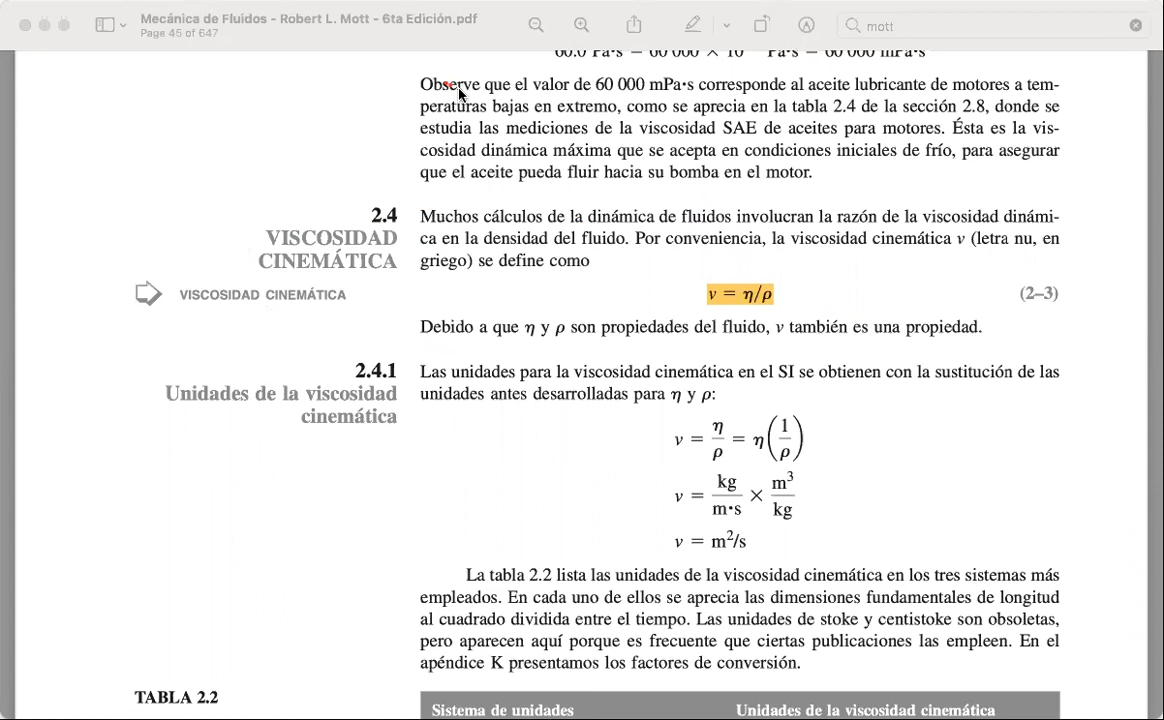 Mecánica de Fluidos - Robert L. Mott - 6ta Edición.pdf
Page 45 of 647
mott
60.0 Pa•s = 60 000 × 10 Pa•s = 60 000 mPa•s
Observe que el valor de 60 000 mPa•s corresponde al aceite lubricante de motores a tem-
peraturas bajas en extremo, como se aprecia en la tabla 2.4 de la sección 2.8, donde se
estudia las mediciones de la viscosidad SAE de aceites para motores. Ésta es la vis-
cosidad dinámica máxima que se acepta en condiciones iniciales de frío, para asegurar
que el aceite pueda fluir hacia su bomba en el motor.
2.4
VISCOSIDAD
CINEMÁTICA
Muchos cálculos de la dinámica de fluidos involucran la razón de la viscosidad dinámi-
ca en la densidad del fluido. Por conveniencia, la viscosidad cinemática ν (letra nu, en
griego) se define como
VISCOSIDAD CINEMÁTICA
ν = η/ρ (2–3)
Debido a que η y ρ son propiedades del fluido, ν también es una propiedad.
2.4.1
Unidades de la viscosidad
cinemática
Las unidades para la viscosidad cinemática en el SI se obtienen con la sustitución de las
unidades antes desarrolladas para η y ρ:
ν = η/ρ = η(1/ρ)
ν = kg/m•s × m³/kg
ν = m²/s
La tabla 2.2 lista las unidades de la viscosidad cinemática en los tres sistemas más
empleados. En cada uno de ellos se aprecia las dimensiones fundamentales de longitud
al cuadrado dividida entre el tiempo. Las unidades de stoke y centistoke son obsoletas,
pero aparecen aquí porque es frecuente que ciertas publicaciones las empleen. En el
apéndice K presentamos los factores de conversión.
TABLA 2.2
Sistema de unidades Unidades de la viscosidad cinemática